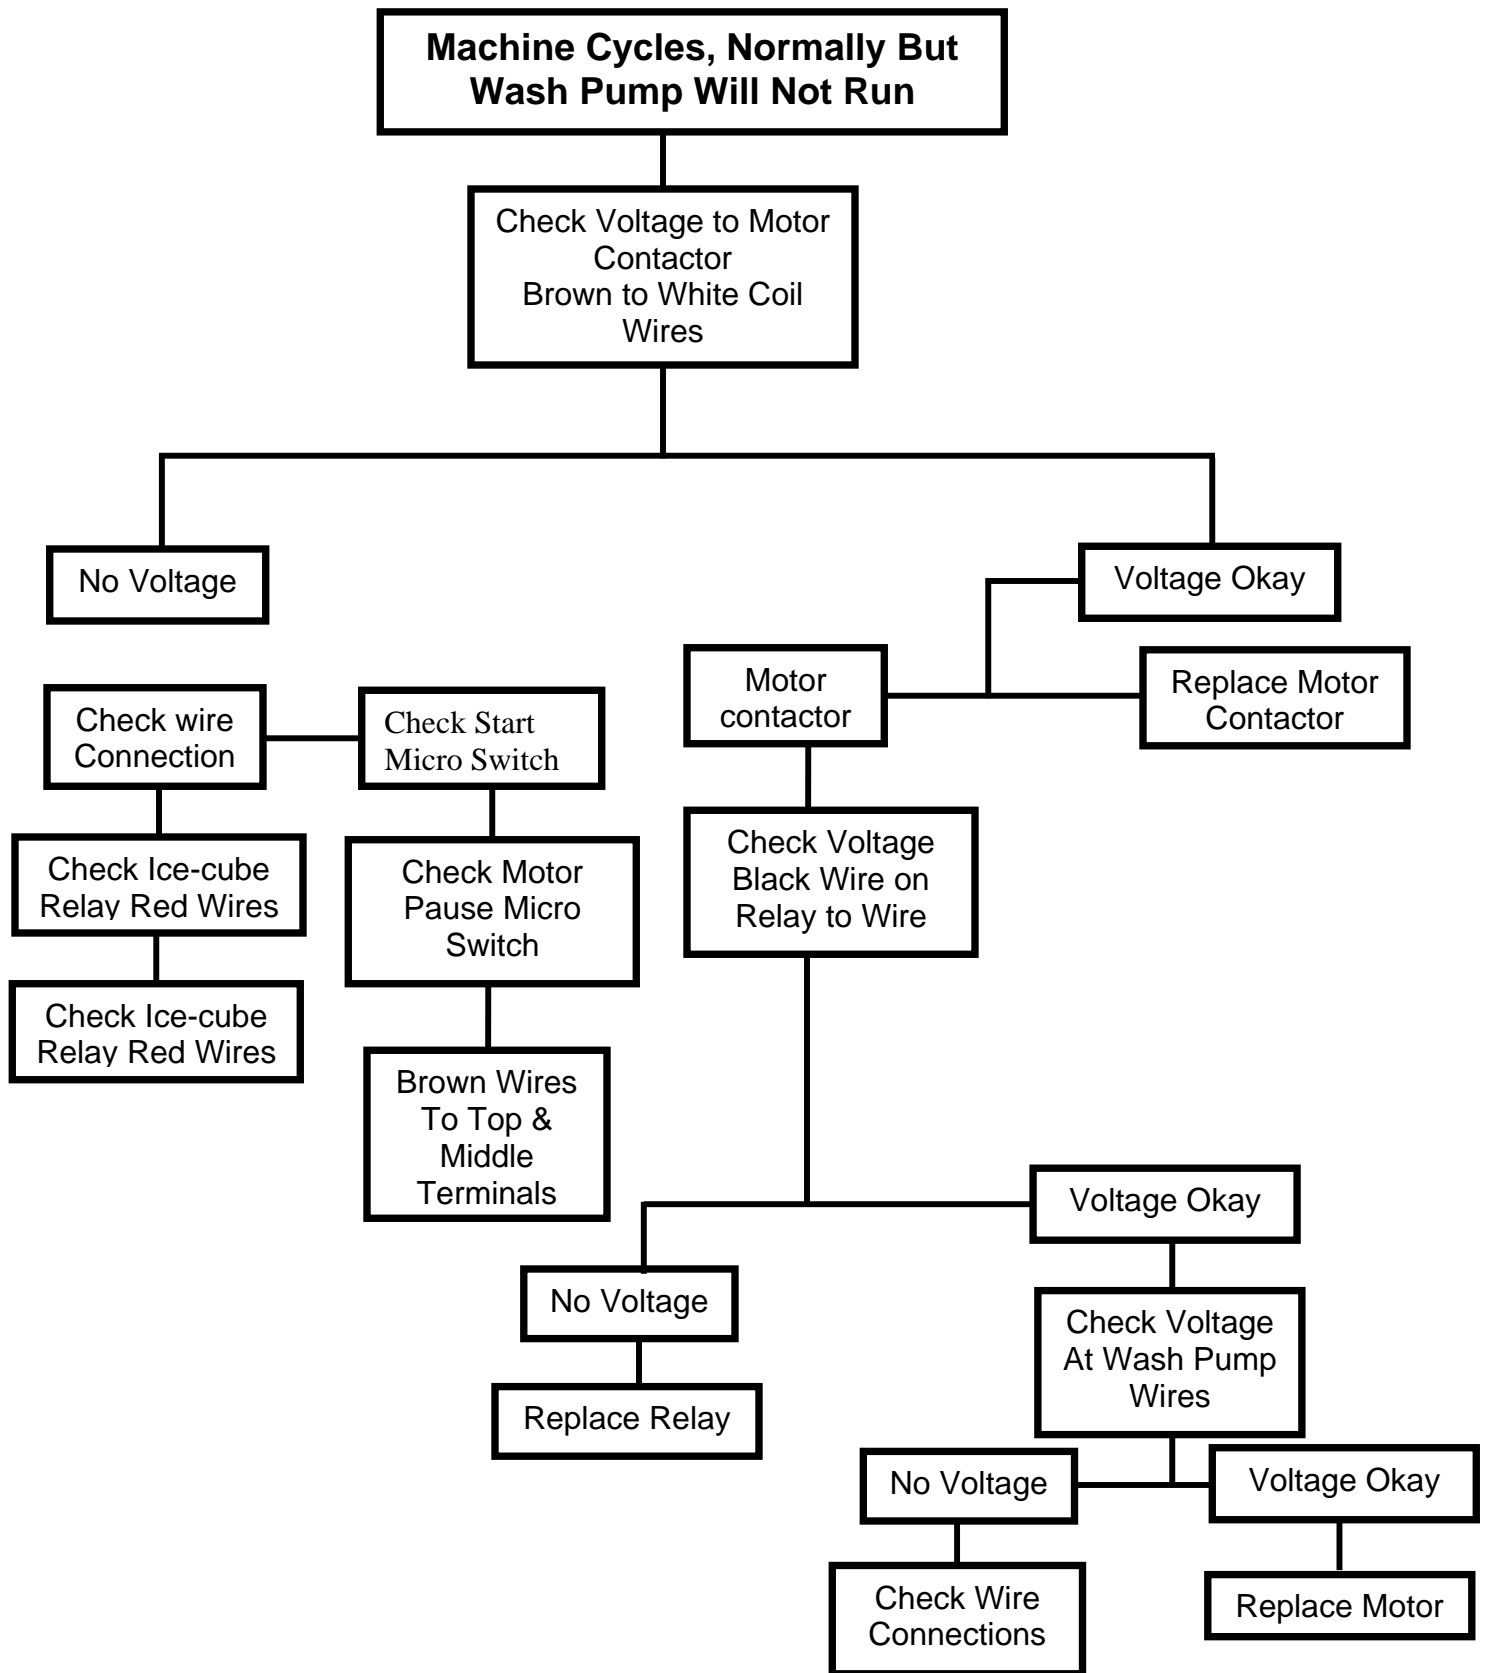 Machine Cycles, Normally But
Wash Pump Will Not Run
Check Voltage to Motor
Contactor
Brown to White Coil
Wires
No Voltage
Voltage Okay
Motor
contactor
Replace Motor
Contactor
Check wire
Connection
Check Start
Micro Switch
Check Ice-cube
Relay Red Wires
Check Motor
Pause Micro
Switch
Check Voltage
Black Wire on
Relay to Wire
Check Ice-cube
Relay Red Wires
Brown Wires
To Top &
Middle
Terminals
Voltage Okay
No Voltage
Check Voltage
At Wash Pump
Wires
Replace Relay
No Voltage
Voltage Okay
Check Wire
Connections
Replace Motor